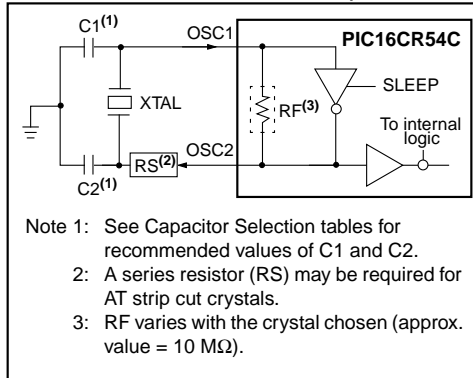 C1(1)
OSC1
PIC16CR54C
XTAL
RF(3)
SLEEP
To internal
logic
OSC2
RS(2)
C2(1)
Note 1: See Capacitor Selection tables for
recommended values of C1 and C2.
2: A series resistor (RS) may be required for
AT strip cut crystals.
3: RF varies with the crystal chosen (approx.
value = 10 MΩ).